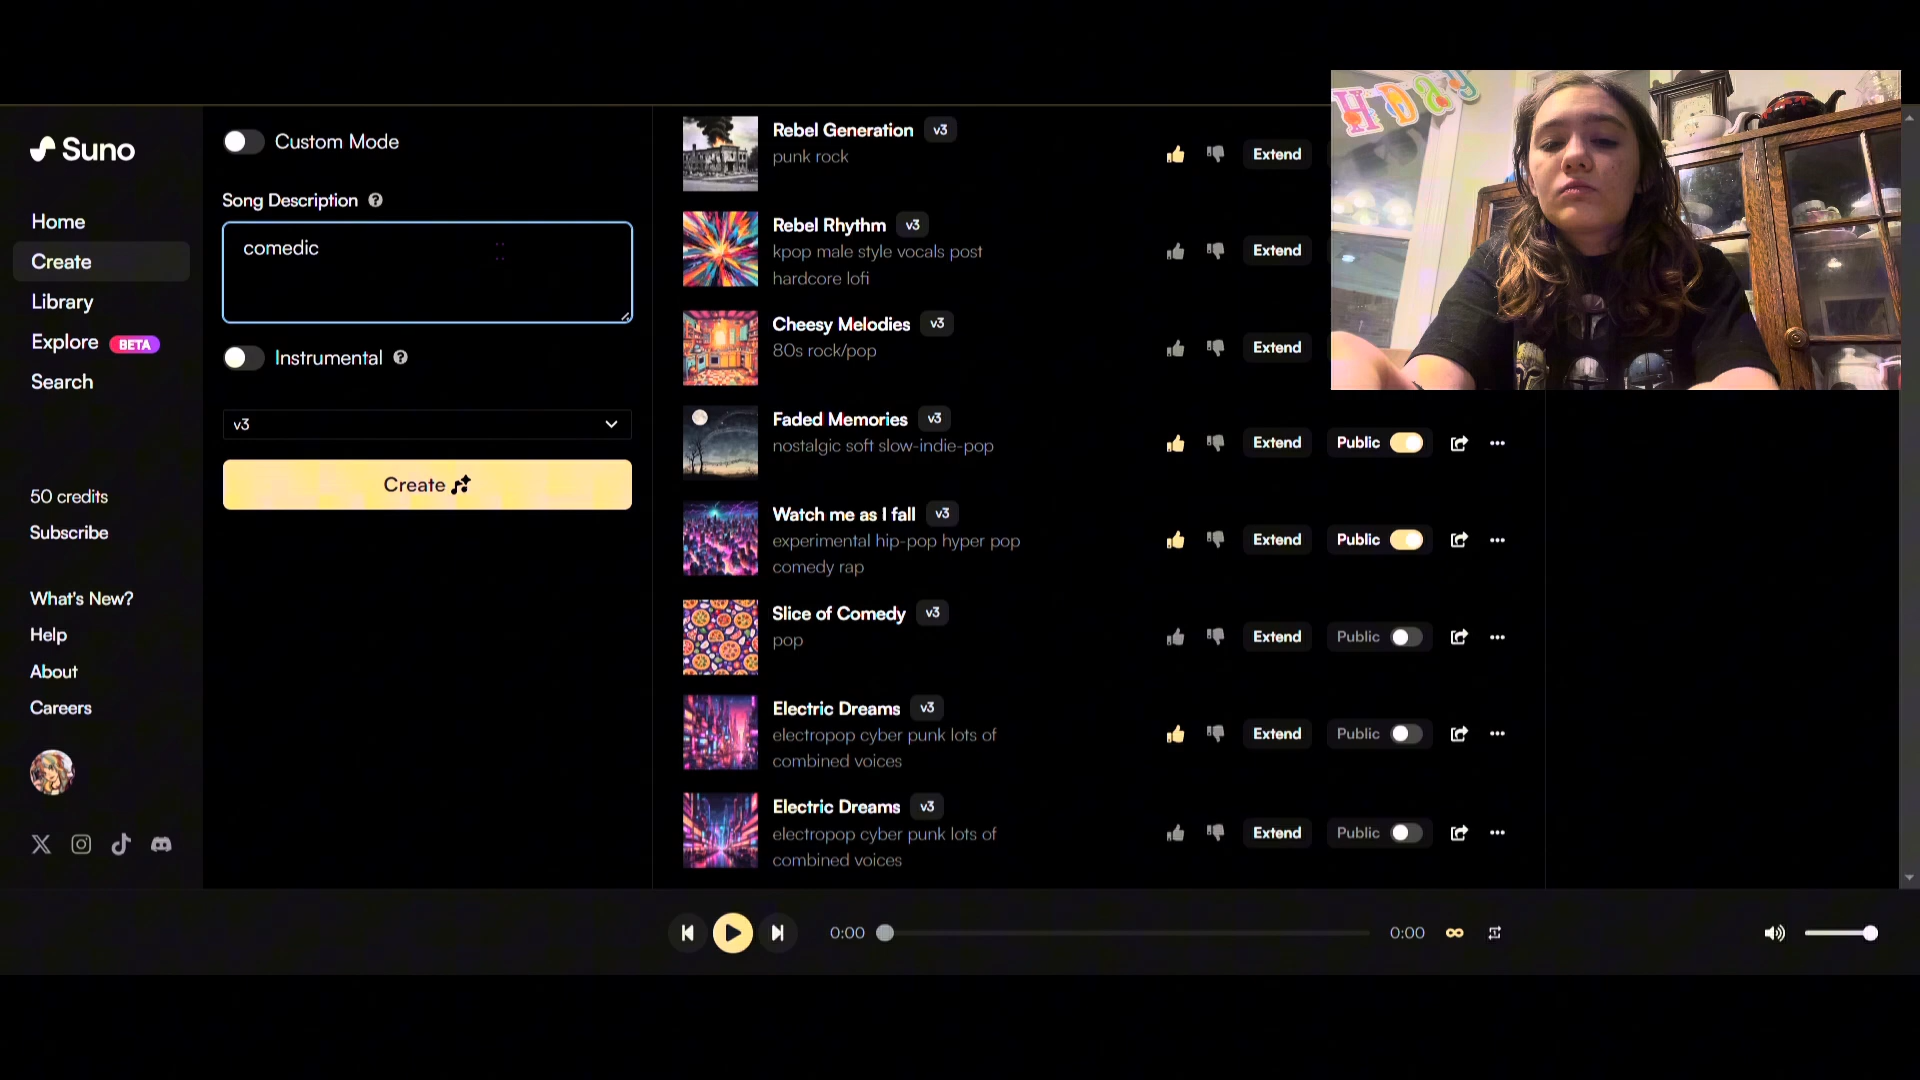 Suno
Home
Create
Library
Explore BETA
Search
50 credits
Subscribe
What's New?
Help
About
Careers
Custom Mode
Song Description
comedic
Instrumental
v3
Create
Rebel Generation v3
punk rock
Extend
Rebel Rhythm v3
kpop male style vocals post
hardcore lofi
Extend
Cheesy Melodies v3
80s rock/pop
Extend
Faded Memories v3
nostalgic soft slow-indie-pop
Extend Public
Watch me as I fall v3
experimental hip-pop hyper pop
comedy rap
Extend Public
Slice of Comedy v3
pop
Extend Public
Electric Dreams v3
electropop cyber punk lots of
combined voices
Extend Public
Electric Dreams v3
electropop cyber punk lots of
combined voices
Extend Public
0:00 0:00
H DAY